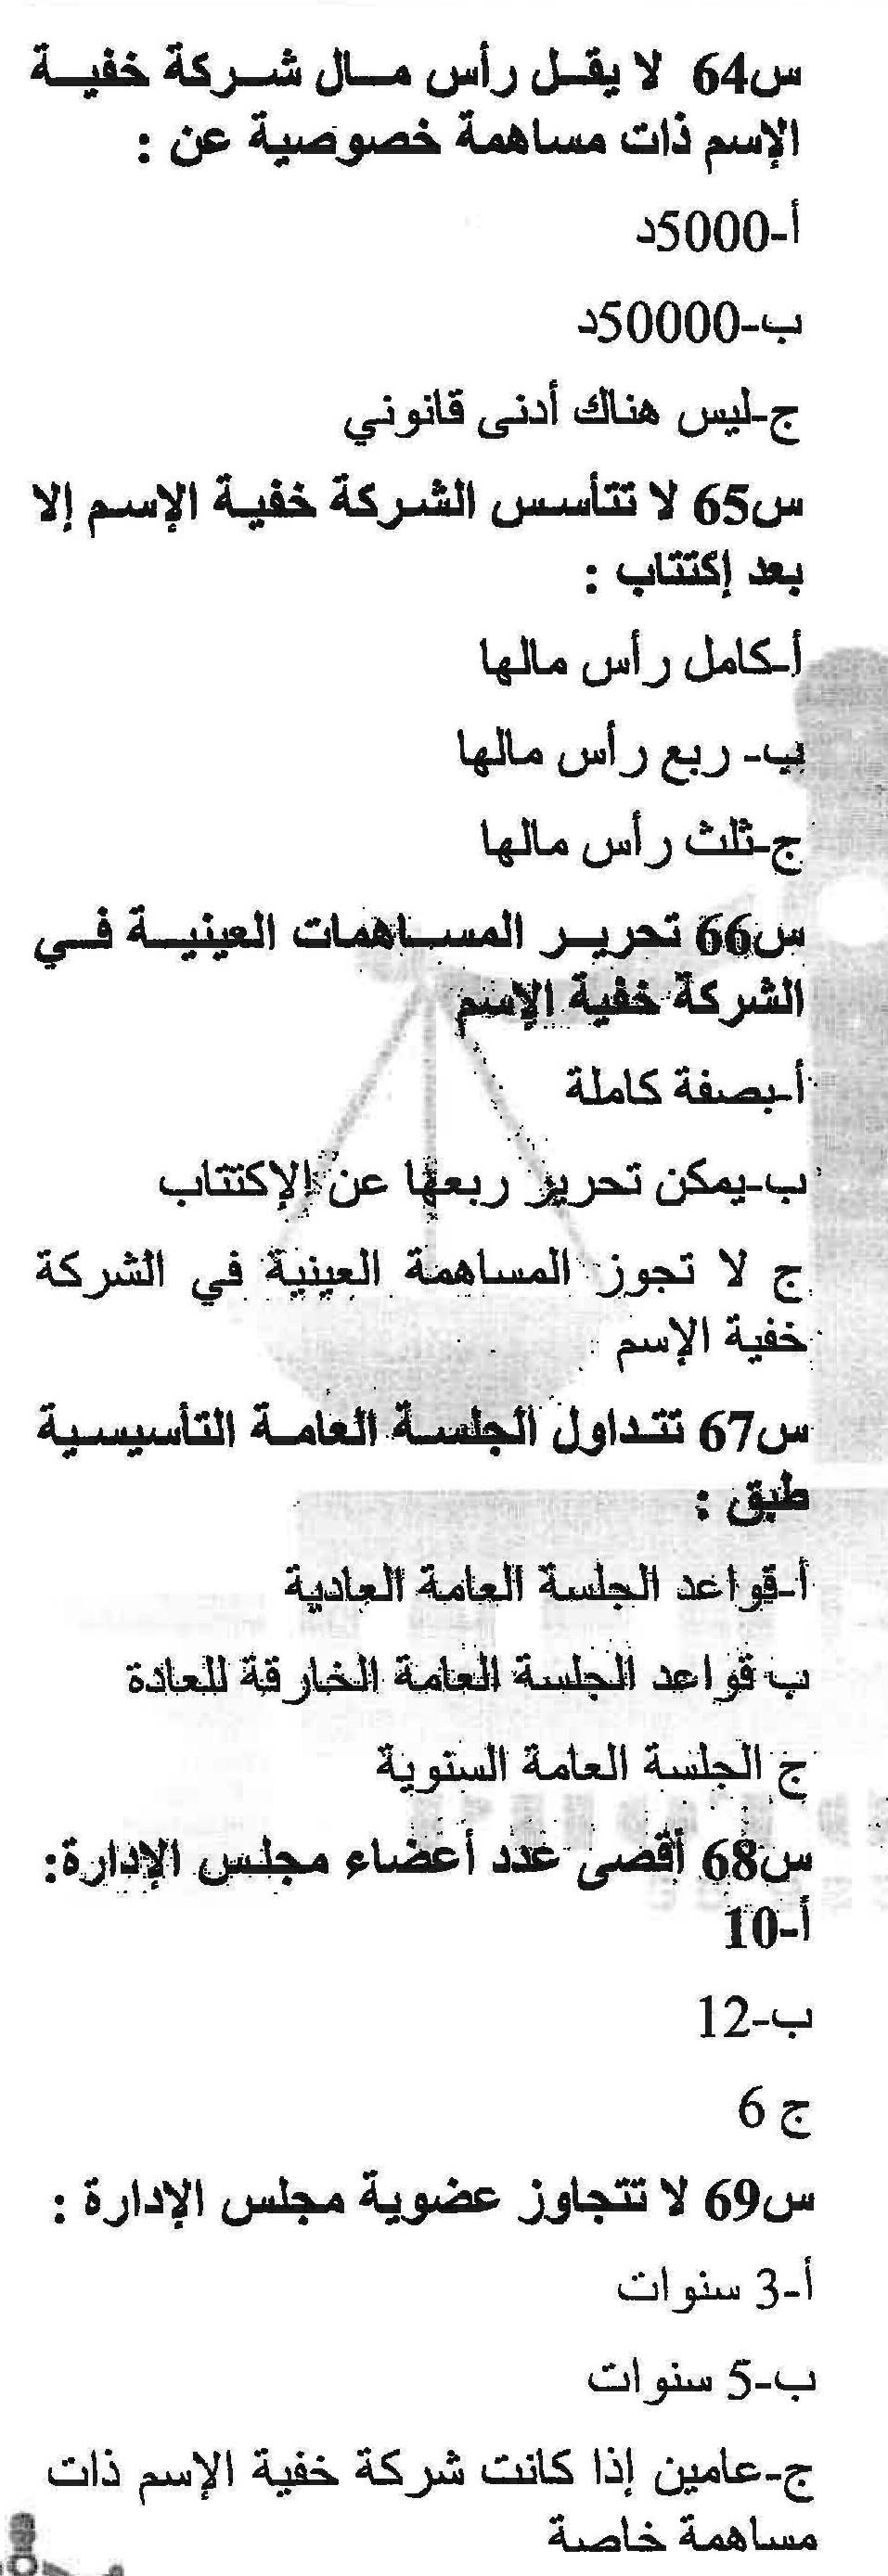 س64 لا يقل رأس مال شركة خفية
الإسم ذات مساهمة خصوصية عن :
أ-5000د
ب-50000د
ج-ليس هناك أدنى قانوني
س65 لا تتأسس الشركة خفية الإسم إلا
بعد إكتتاب :
أ-كامل رأس مالها
ب- ربع رأس مالها
ج-ثلث رأس مالها
س66 تحرير المساهمات العينية في
الشركة خفية الإسم
أ-بصفة كاملة
ب-يمكن تحرير ربعها عن الإكتتاب
ج لا تجوز المساهمة العينية في الشركة
خفية الإسم
س67 تتداول الجلسة العامة التأسيسية
طبق :
أ-قواعد الجلسة العامة العادية
ب قواعد الجلسة العامة الخارقة للعادة
ج الجلسة العامة السنوية
س68 أقصى عدد أعضاء مجلس الإدارة:
أ-10
ب-12
ج 6
س69 لا تتجاوز عضوية مجلس الإدارة :
أ-3 سنوات
ب-5 سنوات
ج-عامين إذا كانت شركة خفية الإسم ذات
مساهمة خاصة